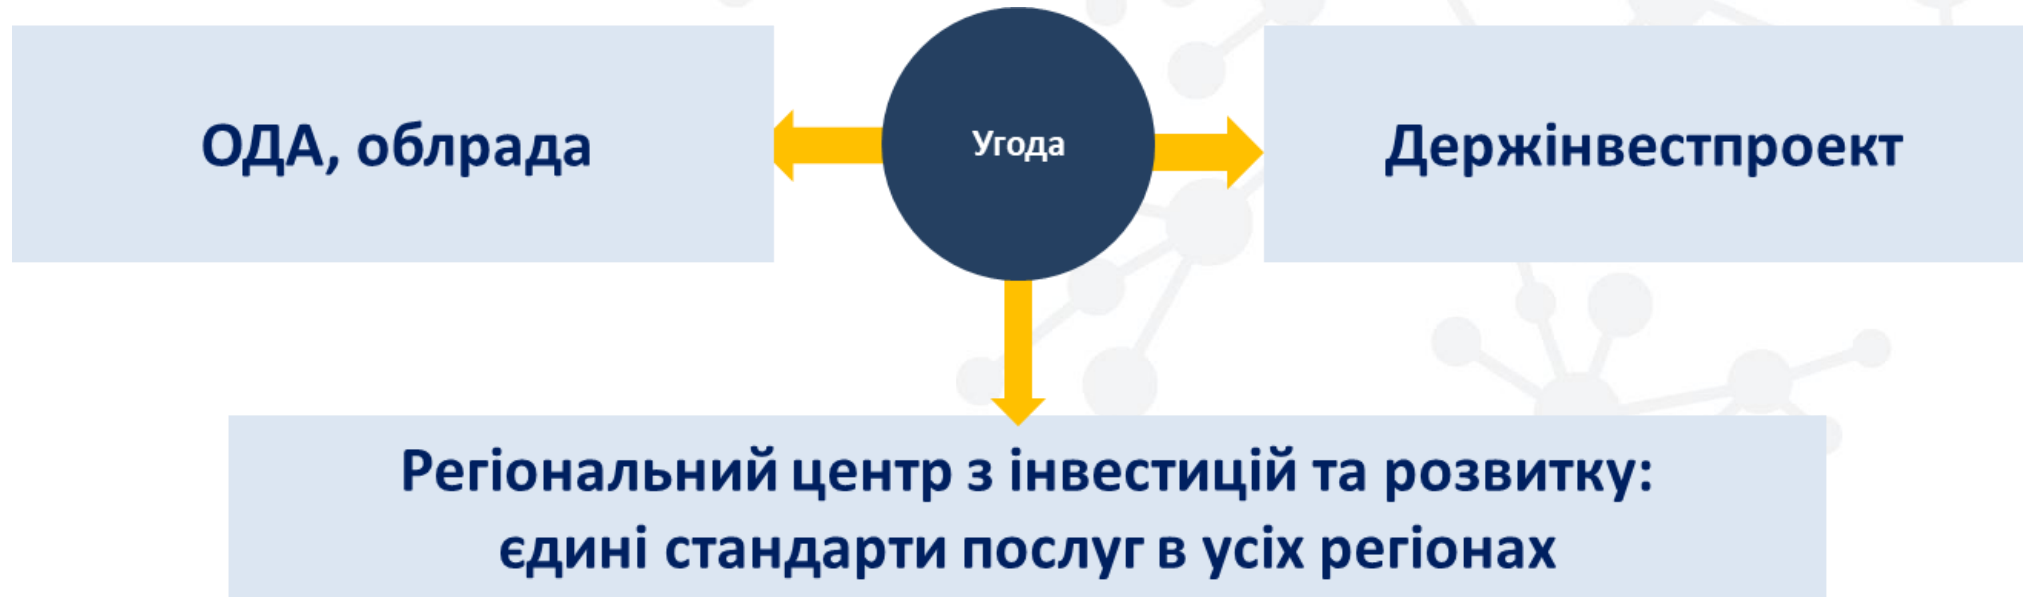 ОДА, облрада
Угода
Держінвестпроект
Регіональний центр з інвестицій та розвитку:
єдині стандарти послуг в усіх регіонах